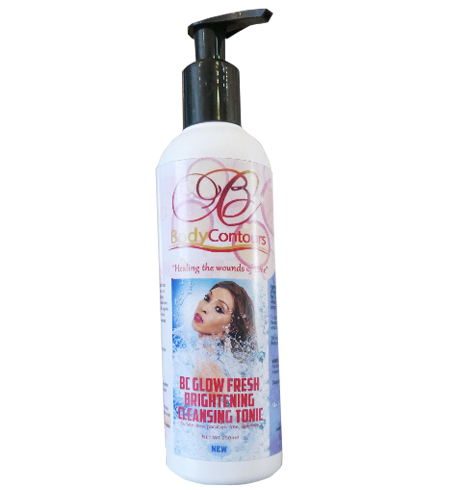 B
BodyContours
"Healing the wounds
BC GLOW FRESH
BRIGHTENING
CLEANSING TONIC
NEW